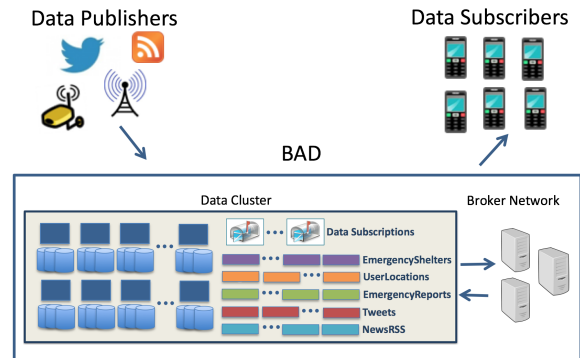 Data Publishers
Data Subscribers
BAD
Data Cluster
Broker Network
Data Subscriptions
EmergencyShelters
UserLocations
EmergencyReports
Tweets
NewsRSS